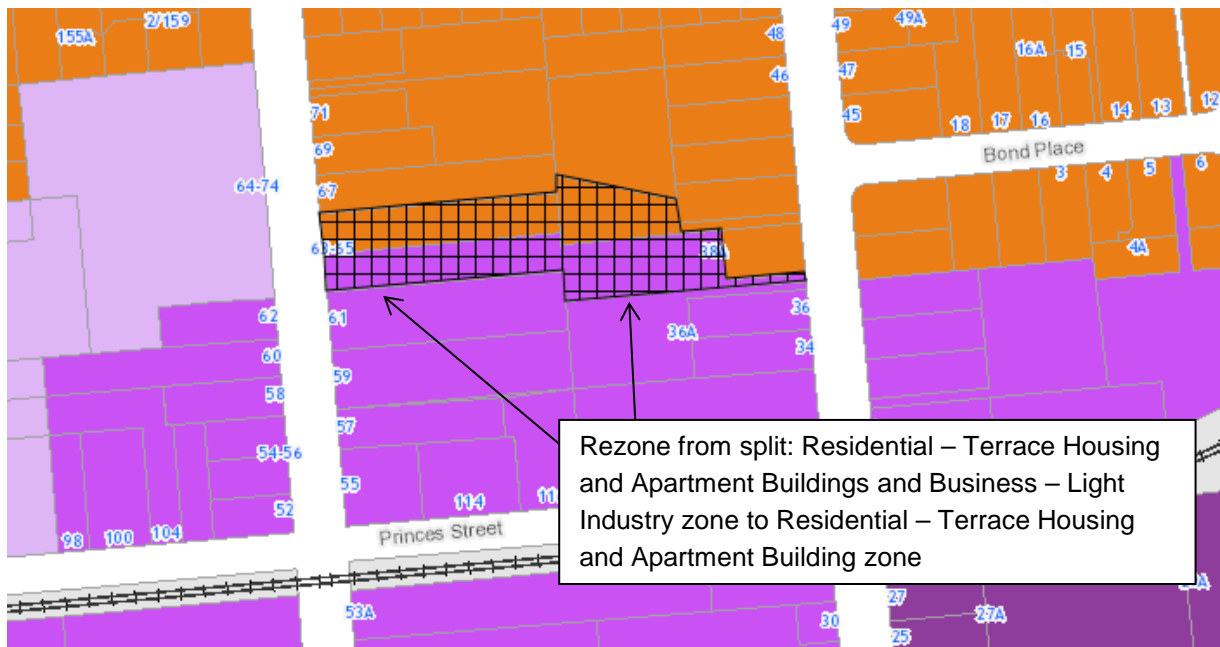 155A
2/159
48
49
49A
16A
15
46
47
71
45
18
17
16
14
13
12
69
Bond Place
64-74
67
3
4
5
6
38A
4A
62
61
36
36A
60
34
59
58
57
54-56
55
52
114
98
100
104
Princes Street
Rezone from split: Residential – Terrace Housing
and Apartment Buildings and Business – Light
Industry zone to Residential – Terrace Housing
and Apartment Building zone
53A
27
27A
30
25